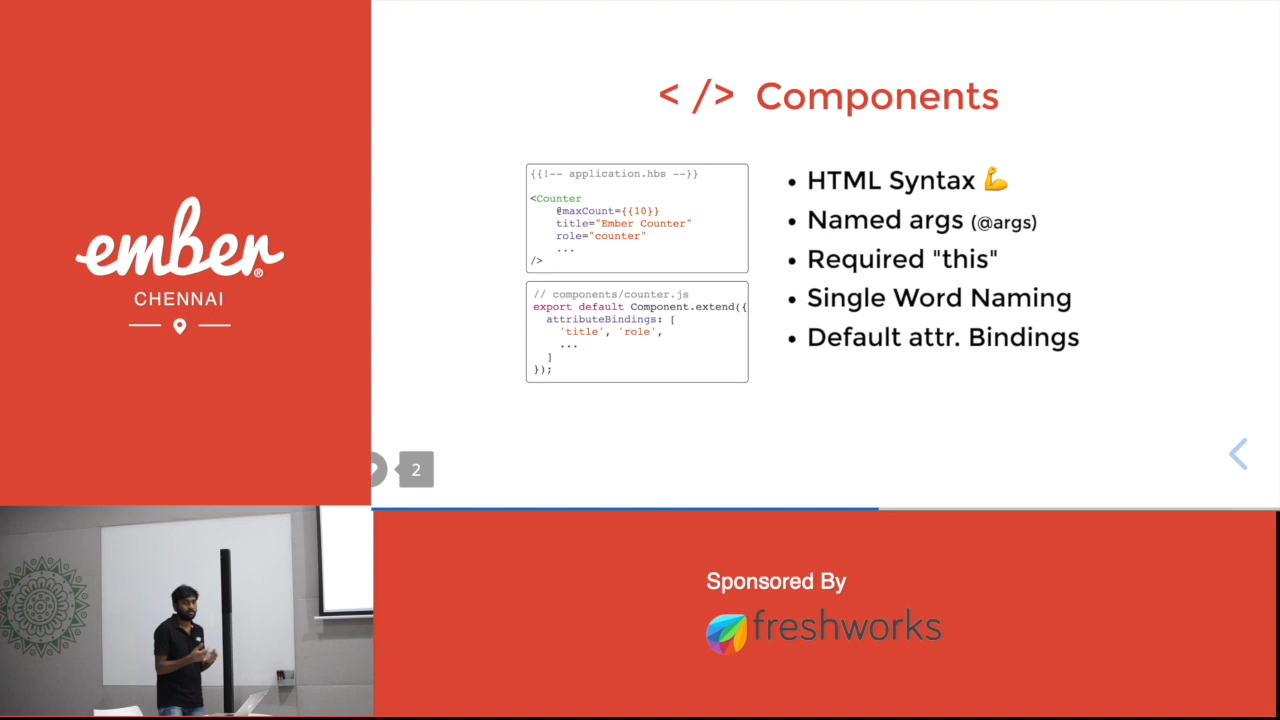 ember®
CHENNAI
< /> Components
{{!-- application.hbs --}}
<Counter
@maxCount={{10}}
title="Ember Counter"
role="counter"
...
/>
// components/counter.js
export default Component.extend({
attributeBindings: [
'title', 'role',
...
]
});
• HTML Syntax 💪
• Named args (@args)
• Required "this"
• Single Word Naming
• Default attr. Bindings
2
Sponsored By
freshworks